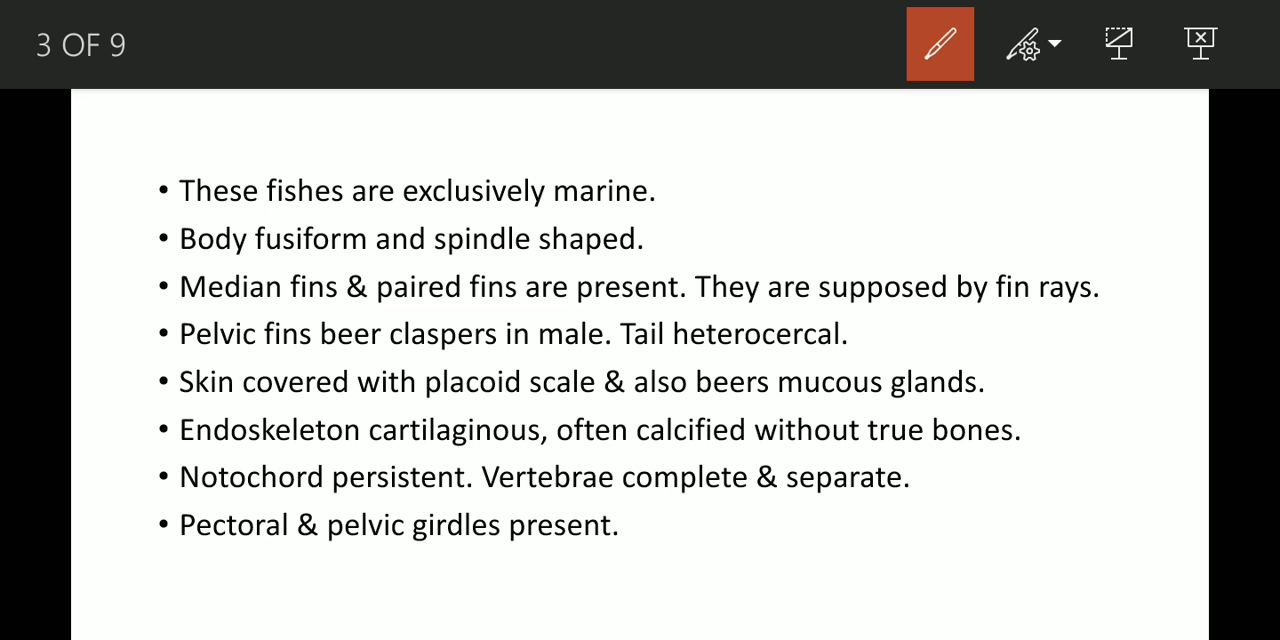 3 OF 9
• These fishes are exclusively marine.
• Body fusiform and spindle shaped.
• Median fins & paired fins are present. They are supposed by fin rays.
• Pelvic fins beer claspers in male. Tail heterocercal.
• Skin covered with placoid scale & also beers mucous glands.
• Endoskeleton cartilaginous, often calcified without true bones.
• Notochord persistent. Vertebrae complete & separate.
• Pectoral & pelvic girdles present.